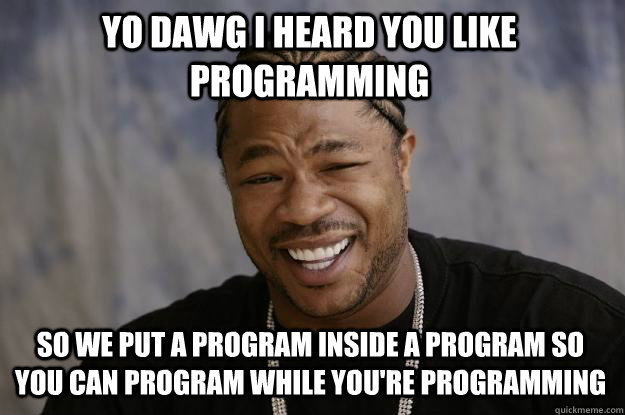 YO DAWG I HEARD YOU LIKE
PROGRAMMING
SO WE PUT A PROGRAM INSIDE A PROGRAM SO
YOU CAN PROGRAM WHILE YOU'RE PROGRAMMING
quickmeme.com